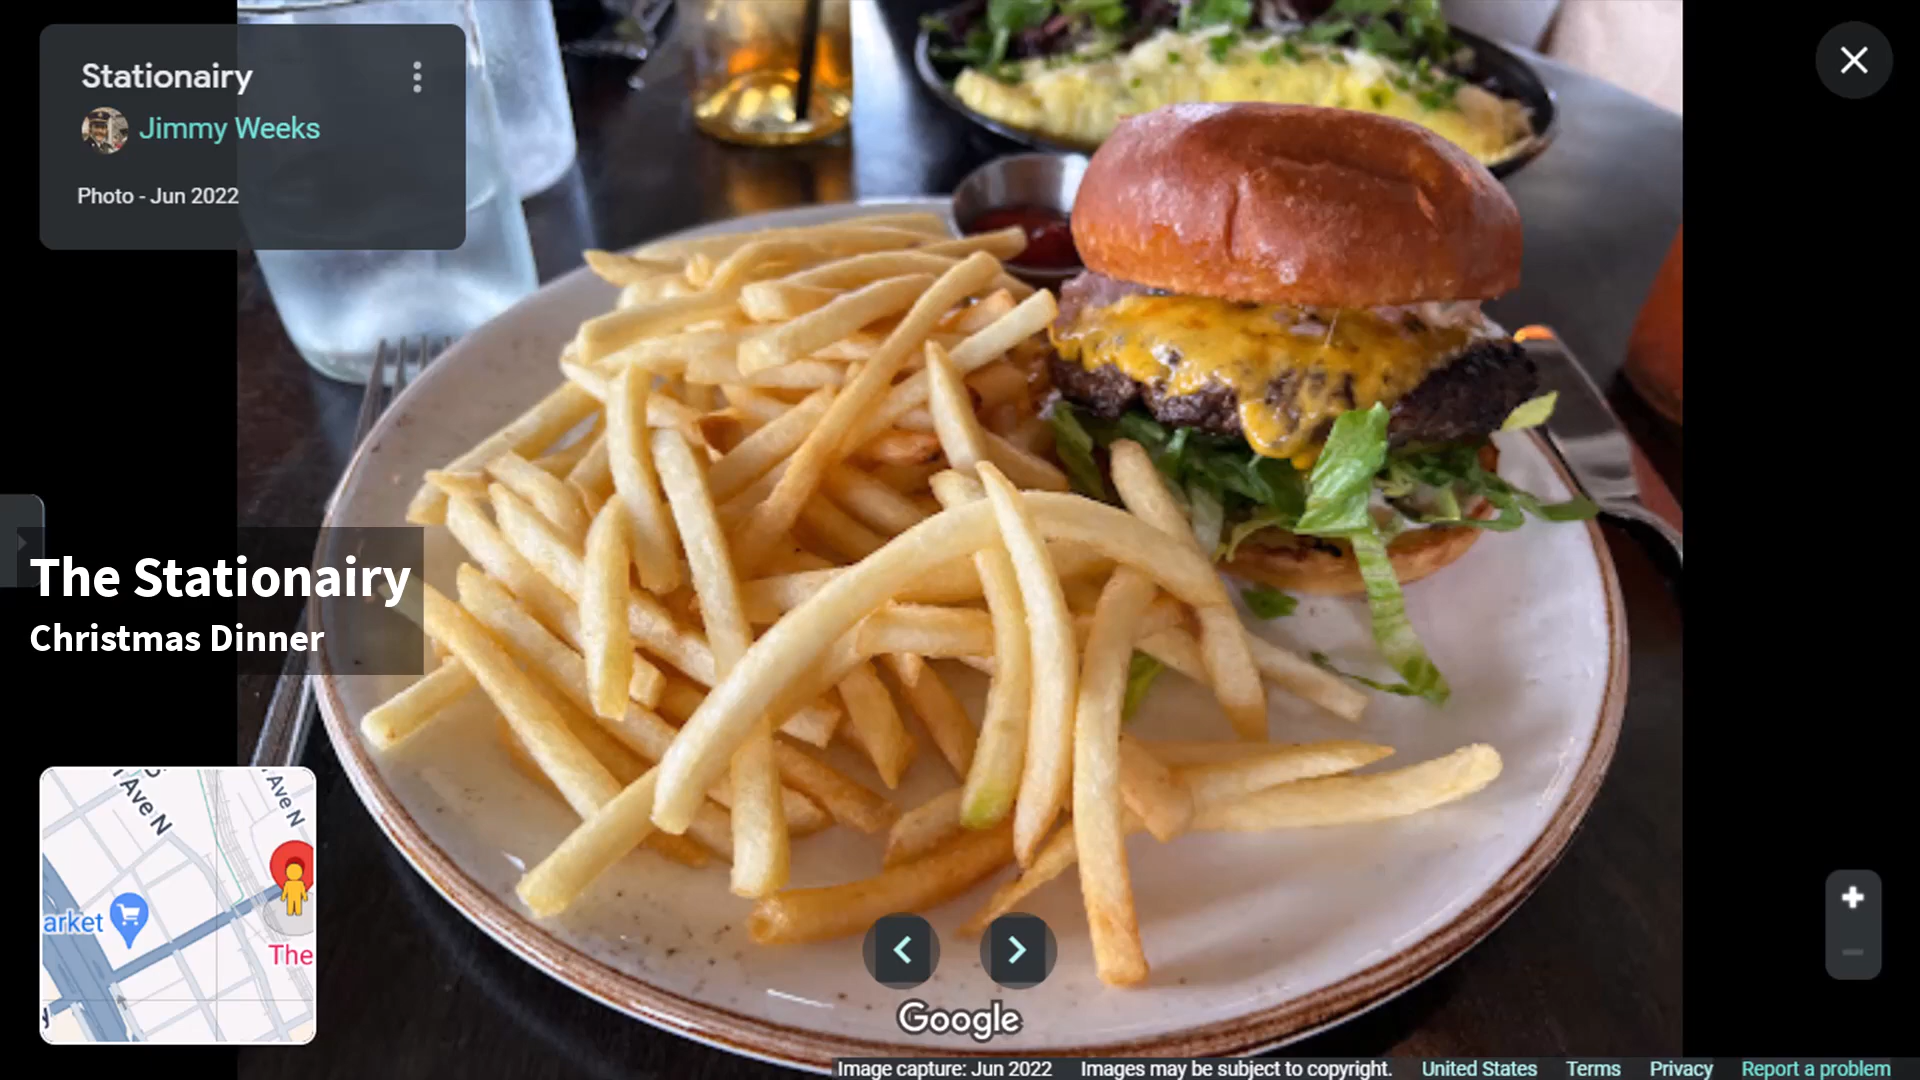 Stationairy
Jimmy Weeks
Photo - Jun 2022
The Stationairy
Christmas Dinner
Ave N
Ave N
arket
The
Google
Image capture: Jun 2022 Images may be subject to copyright. United States Terms Privacy Report a problem